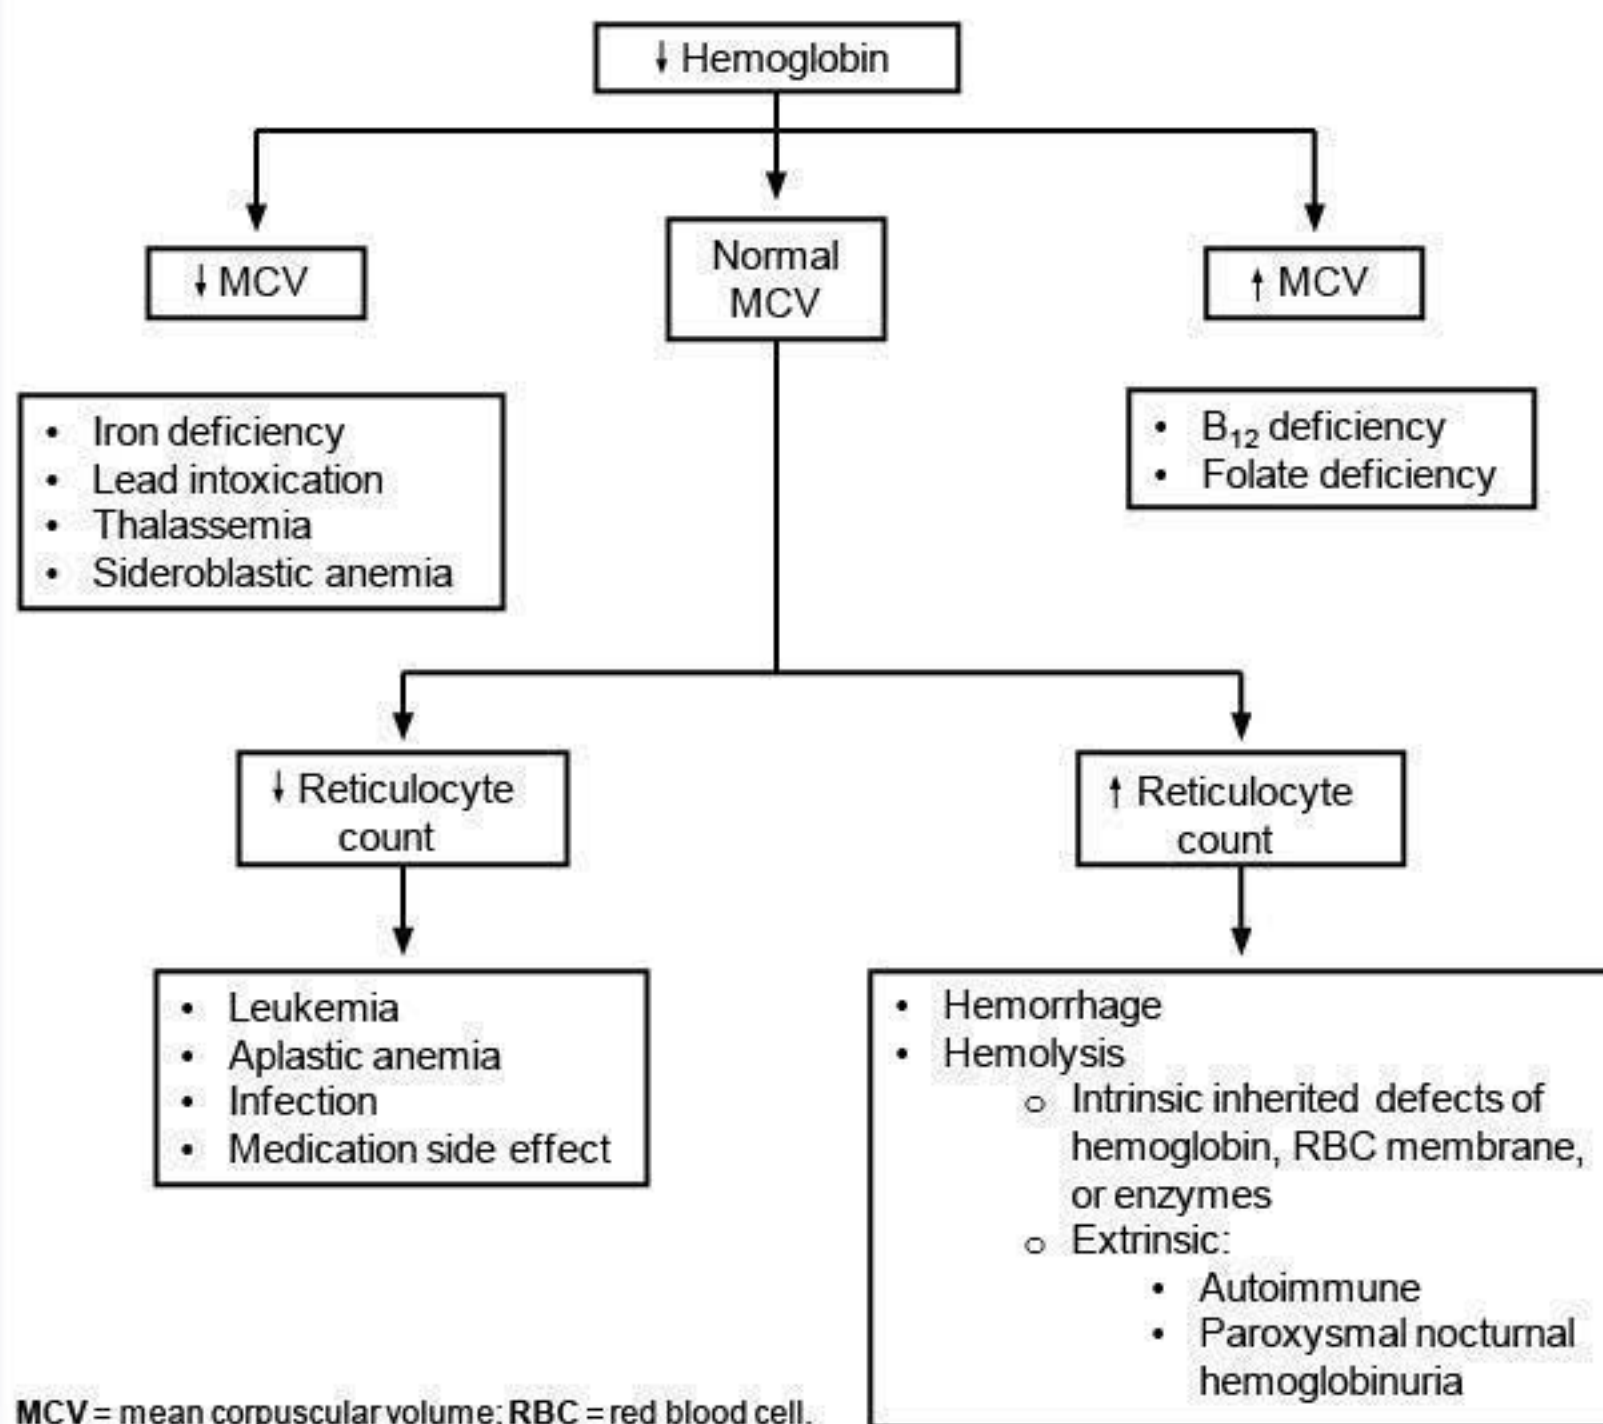 ↓ Hemoglobin
↓ MCV
Normal
MCV
↑ MCV
• Iron deficiency
• Lead intoxication
• Thalassemia
• Sideroblastic anemia
• B₁₂ deficiency
• Folate deficiency
↓ Reticulocyte
count
↑ Reticulocyte
count
• Leukemia
• Aplastic anemia
• Infection
• Medication side effect
• Hemorrhage
• Hemolysis
o Intrinsic inherited defects of
hemoglobin, RBC membrane,
or enzymes
o Extrinsic:
• Autoimmune
• Paroxysmal nocturnal
hemoglobinuria
MCV = mean corpuscular volume; RBC = red blood cell.